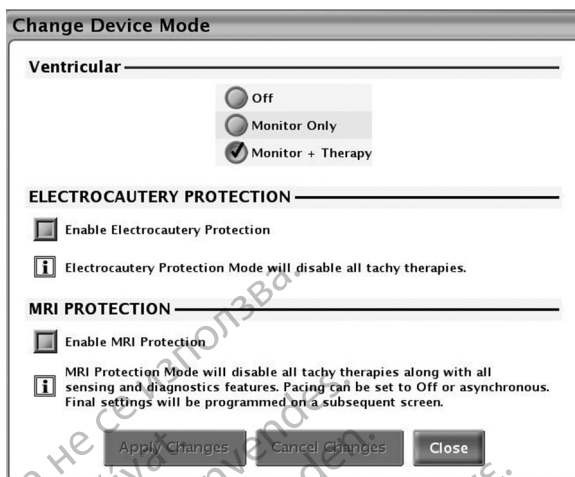 Change Device Mode
Ventricular
Off
Monitor Only
Monitor + Therapy
ELECTROCAUTERY PROTECTION
Enable Electrocautery Protection
Electrocautery Protection Mode will disable all tachy therapies.
MRI PROTECTION
Enable MRI Protection
MRI Protection Mode will disable all tachy therapies along with all
sensing and diagnostics features. Pacing can be set to Off or asynchronous.
Final settings will be programmed on a subsequent screen.
Apply Changes Cancel Changes Close
не се използва.